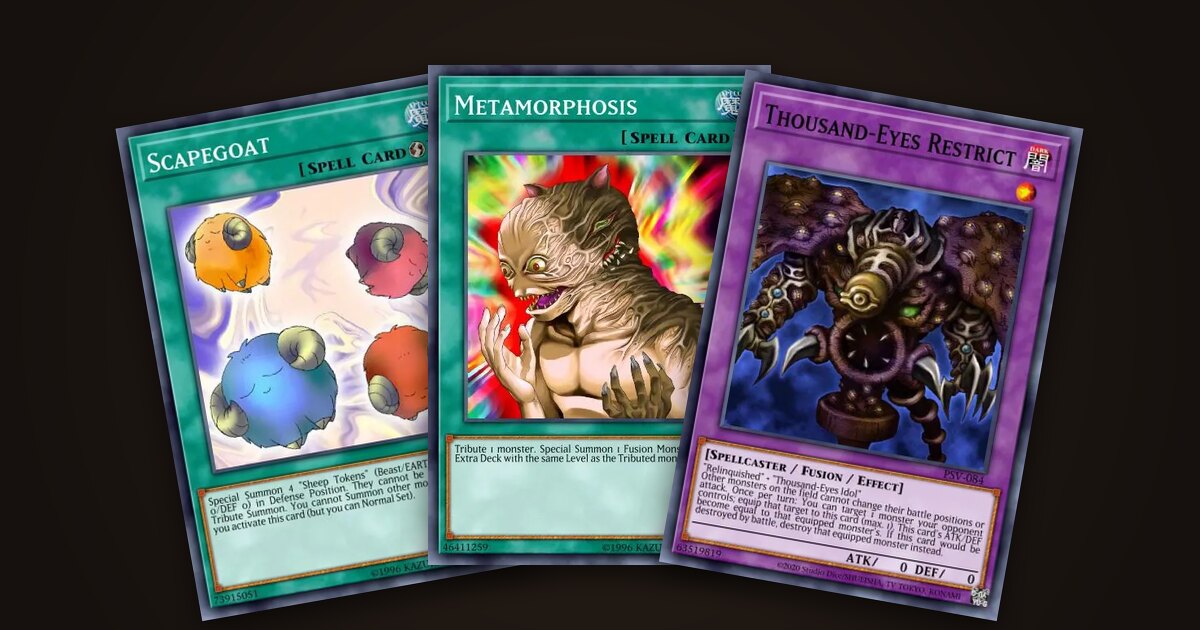 SCAPEGOAT
[SPELL CARD
Special Summon 4 "Sheep Tokens" (Beast/EART
0/DEF 0) in Defense Position. They cannot be
Tribute Summon. You cannot Summon other mo
you activate this card (but you can Normal Set).
73915051
©1996 KAZU
METAMORPHOSIS
[SPELL CARD
Tribute 1 monster. Special Summon 1 Fusion Mons
Extra Deck with the same Level as the Tributed mon
46411259
©1996 KAZU
THOUSAND-EYES RESTRICT
DARK
闇
PSV-084
[SPELLCASTER / FUSION / EFFECT]
"Relinquished" + "Thousand-Eyes Idol"
Other monsters on the field cannot change their battle positions or
attack. Once per turn: You can target 1 monster your opponent
controls; equip that target to this card (max. 1). This card's ATK/DEF
become equal to that equipped monster's. If this card would be
destroyed by battle, destroy that equipped monster instead.
ATK/ 0 DEF/ 0
63519819
©2020 Studio Dice/SHUEISHA, TV TOKYO, KONAMI